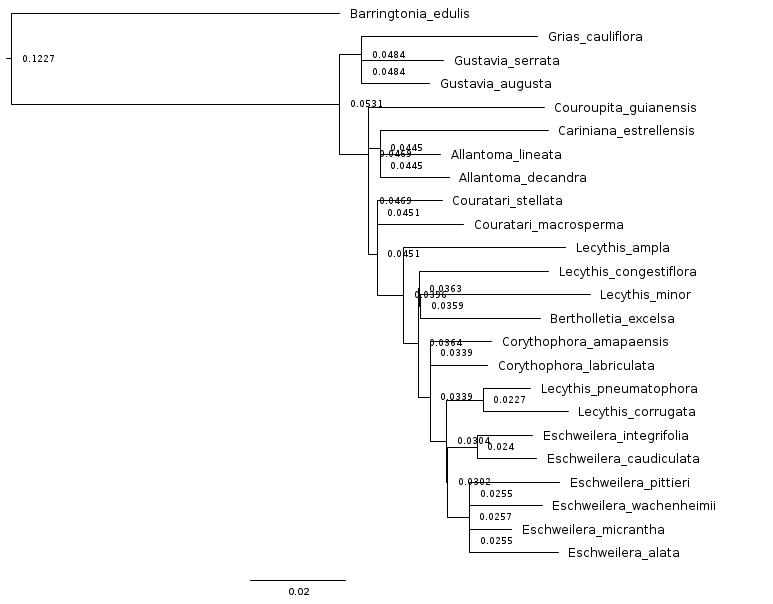 Barringtonia_edulis
Grias_cauliflora
0.0484
0.1227
Gustavia_serrata
0.0484
Gustavia_augusta
0.0531
Couroupita_guianensis
Cariniana_estrellensis
0.0445
0.0469
Allantoma_lineata
0.0445
Allantoma_decandra
0.0469
Couratari_stellata
0.0451
Couratari_macrosperma
Lecythis_ampla
0.0451
Lecythis_congestiflora
0.0363
0.0396
Lecythis_minor
0.0359
Bertholletia_excelsa
0.0364
Corythophora_amapaensis
0.0339
Corythophora_labriculata
Lecythis_pneumatophora
0.0339
0.0227
Lecythis_corrugata
Eschweilera_integrifolia
0.0304
0.024
Eschweilera_caudiculata
0.0302
Eschweilera_pittieri
0.0255
Eschweilera_wachenheimii
0.0257
Eschweilera_micrantha
0.0255
Eschweilera_alata
0.02